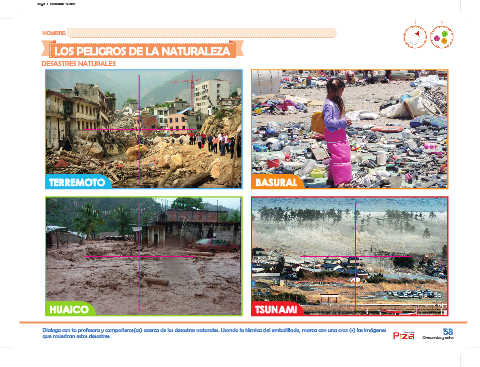 NOMBRE:
LOS PELIGROS DE LA NATURALEZA
DESASTRES NATURALES
TERREMOTO
BASURAL
HUAICO
TSUNAMI
Dialoga con tu profesora y compañeros(as) acerca de los desastres naturales. Usando la técnica del embolillado, marca con una cruz (+) las imágenes
que muestran estos desastres.
Pizza
58